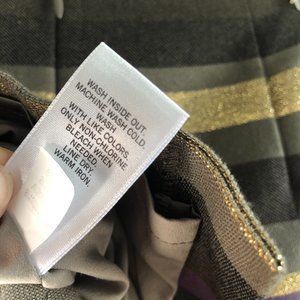 WASH INSIDE OUT.
MACHINE WASH COLD.
WITH LIKE COLORS.
ONLY NON-CHLORINE
BLEACH WHEN
NEEDED.
LINE DRY.
WARM IRON.